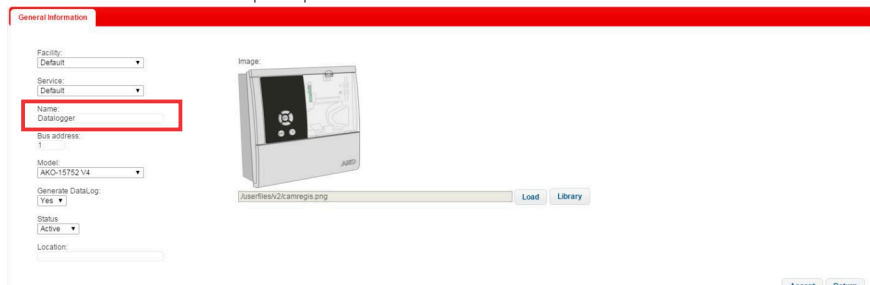 General Information
Facility:
Default
Service:
Default
Name:
Datalogger
Bus address:
1
Model:
AKO-15752 V4
Generate DataLog:
Yes
Status
Active
Location:
Image:
AKO
/userfiles/v2/camregis.png
Load
Library